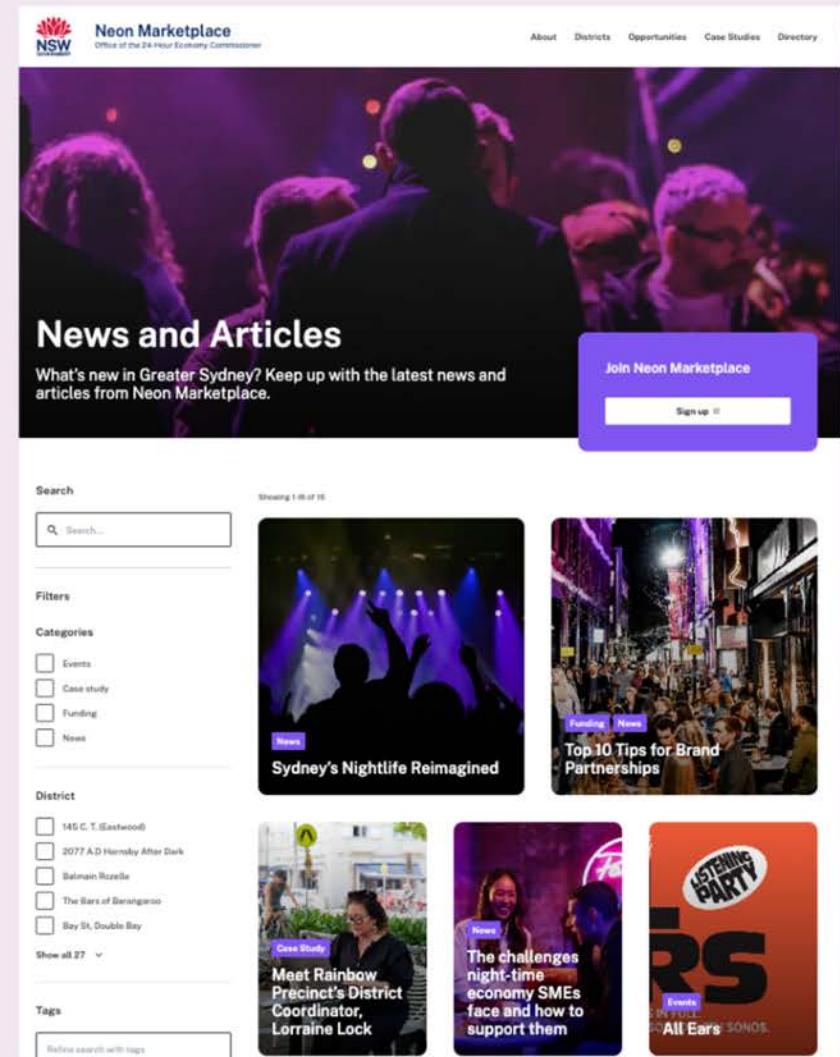 NSW
Neon Marketplace
Office of the 24-Hour Economy Commissioner
About Districts Opportunities Case Studies Directory
News and Articles
What's new in Greater Sydney? Keep up with the latest news and
articles from Neon Marketplace.
Join Neon Marketplace
Sign up
Search
Search...
Filters
Categories
Events
Case study
Funding
News
District
145 C. T. (Eastwood)
2077 A.D Hornsby After Dark
Balmain Rozelle
The Bars of Barangaroo
Bay St, Double Bay
Show all 27
Tags
Refine search with tags
News
Sydney's Nightlife Reimagined
Funding News
Top 10 Tips for Brand
Partnerships
Case Study
Meet Rainbow
Precinct's District
Coordinator,
Lorraine Lock
News
The challenges
night-time
economy SMEs
face and how to
support them
LISTENING
PARTY
RS
Events
All Ears
SONOS.